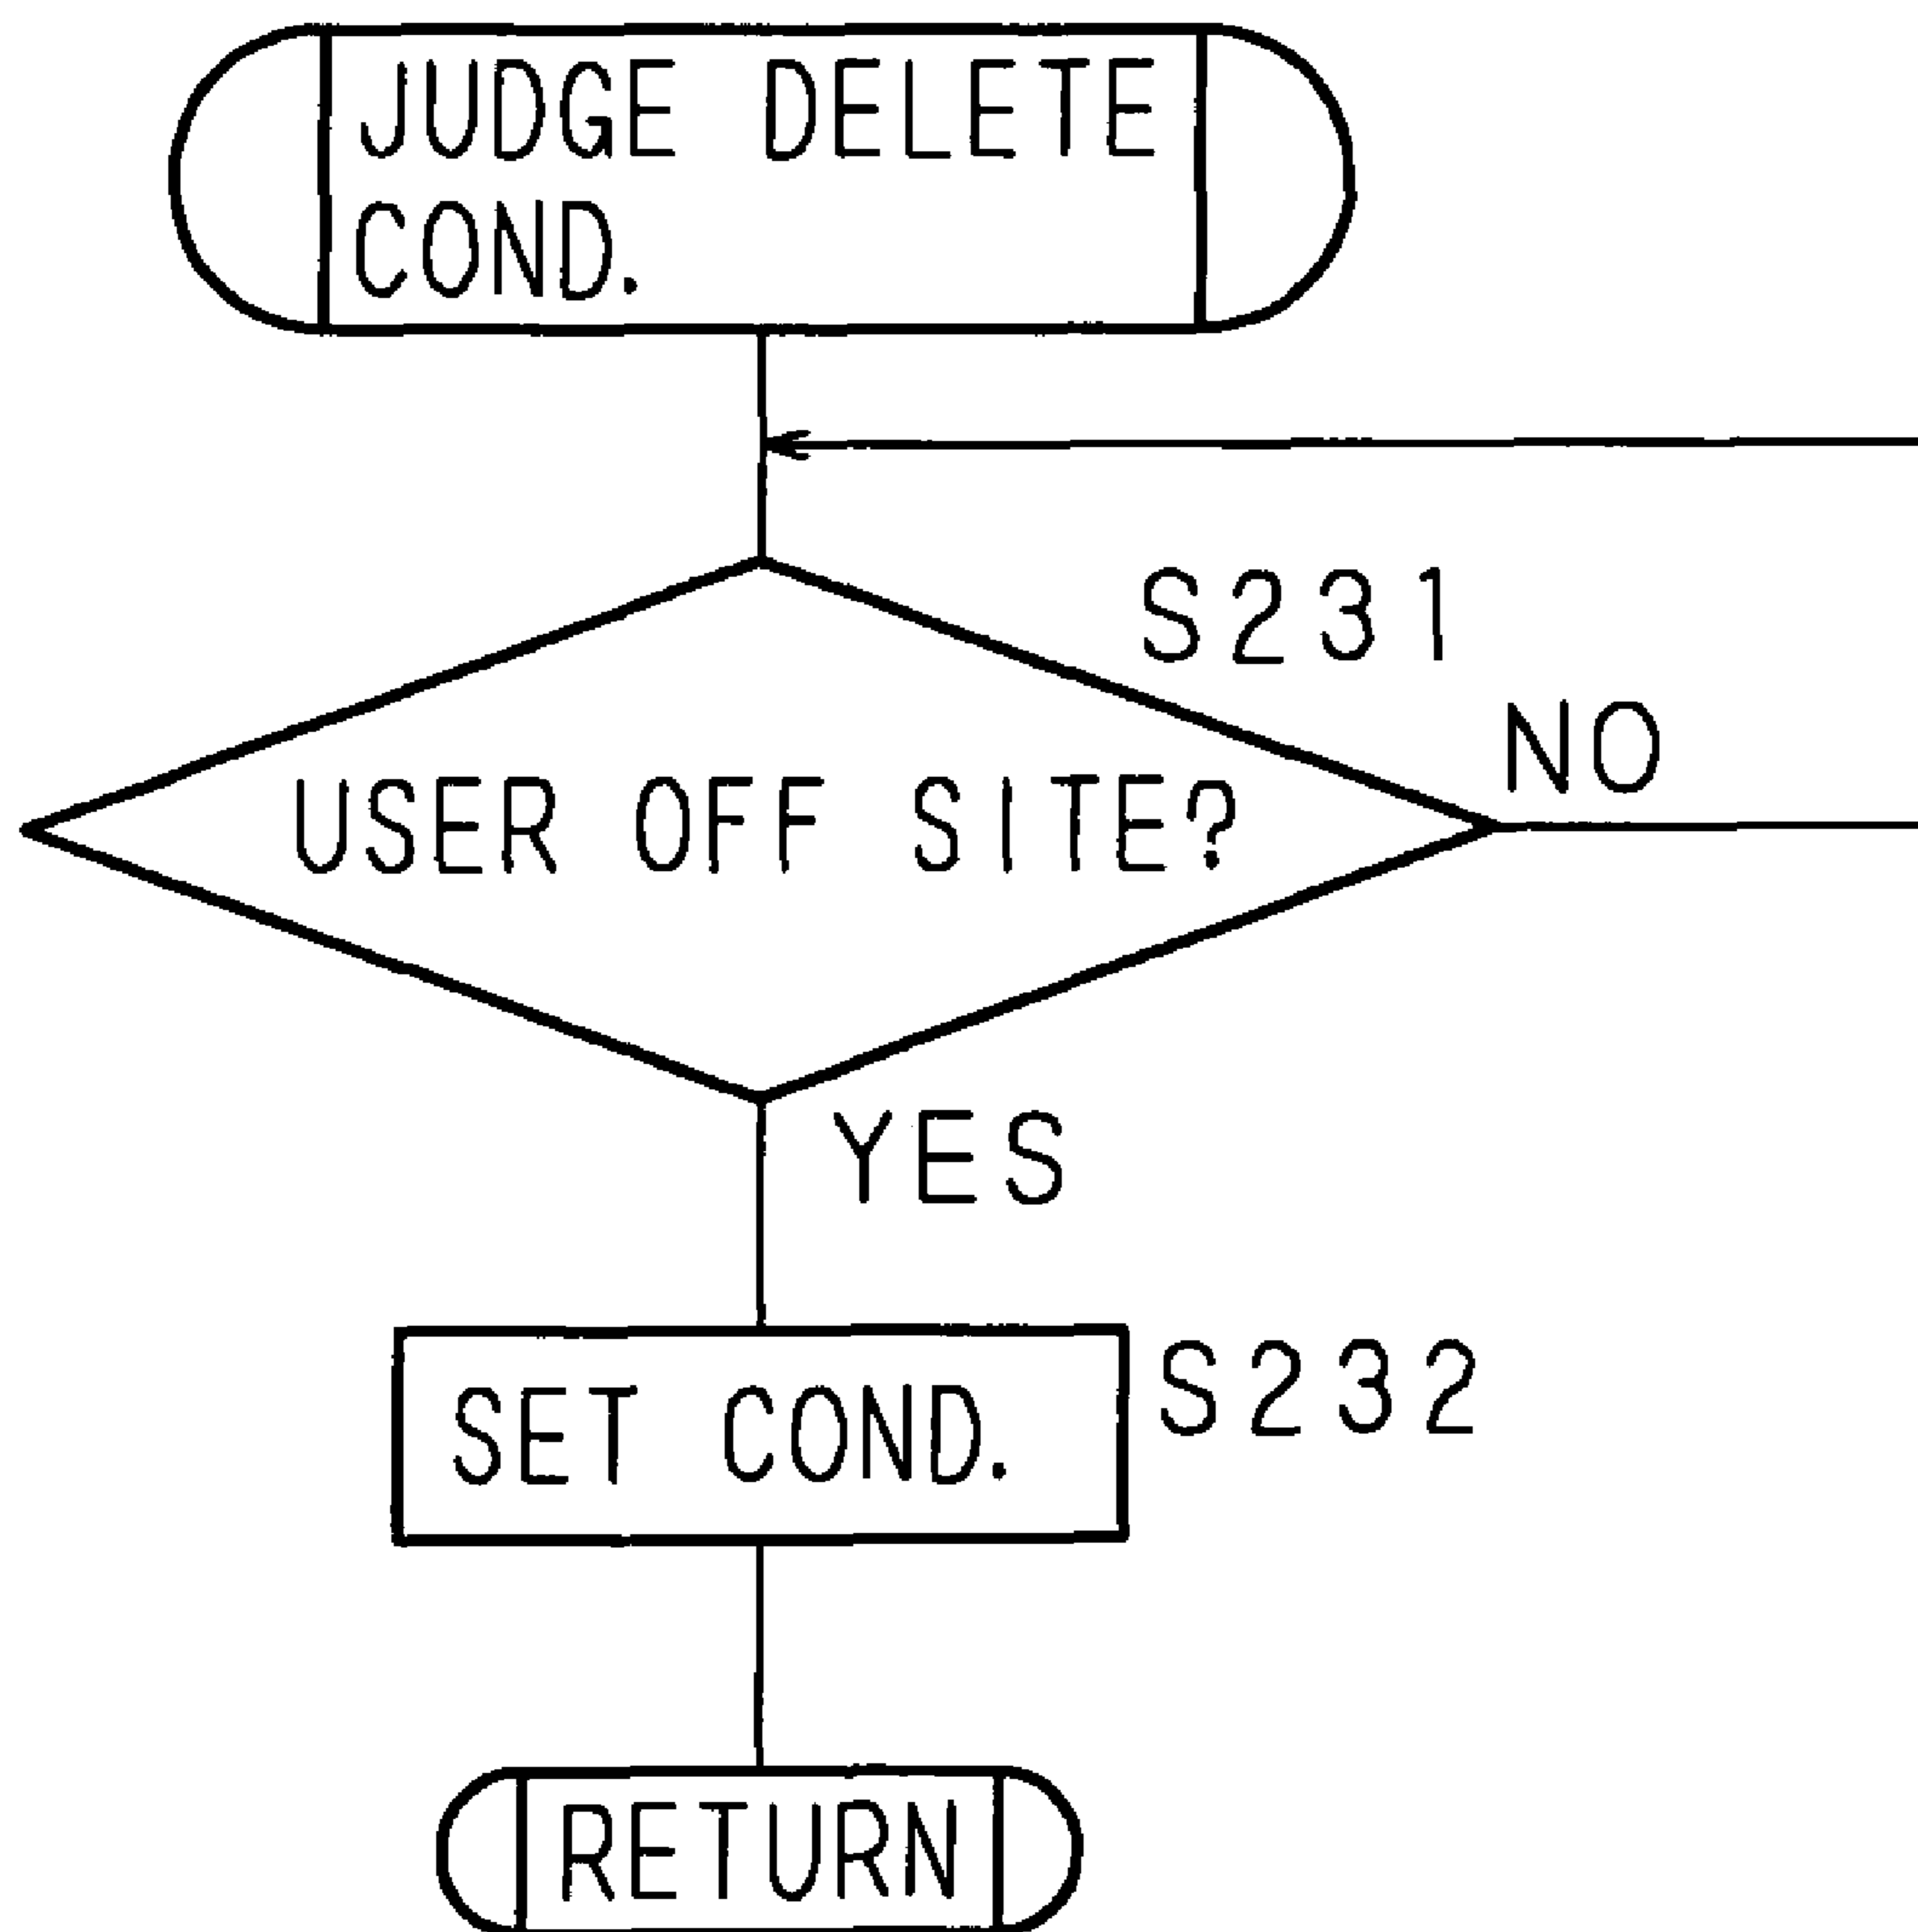 JUDGE DELETE
COND.
S231
NO
USER OFF SITE?
YES
SET COND.
S232
RETURN